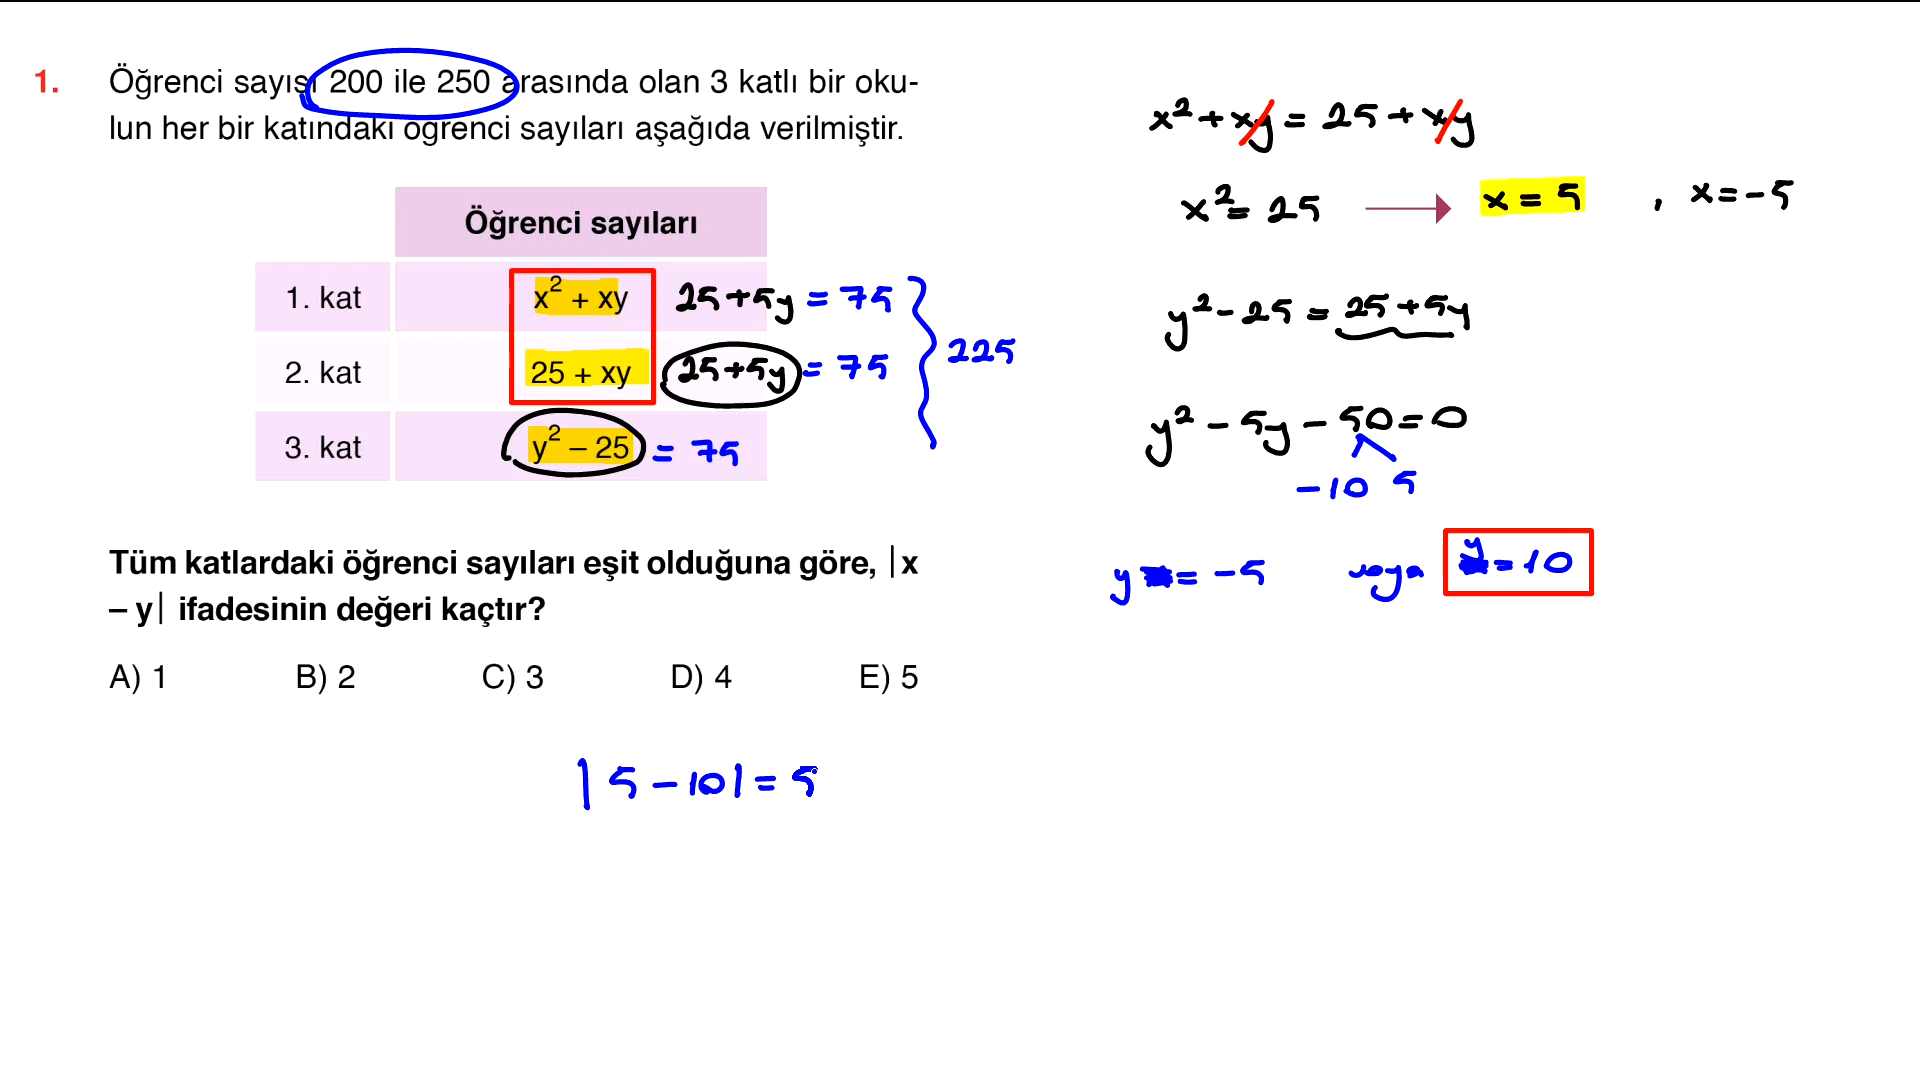 1. Öğrenci sayısı 200 ile 250 arasında olan 3 katlı bir oku-
lun her bir katındaki öğrenci sayıları aşağıda verilmiştir.
Öğrenci sayıları
1. kat x² + xy 25+5y = 75
2. kat 25 + xy 25+5y = 75
3. kat y² – 25 = 75
225
Tüm katlardaki öğrenci sayıları eşit olduğuna göre, |x
– y| ifadesinin değeri kaçtır?
A) 1 B) 2 C) 3 D) 4 E) 5
|5-10| = 5
x² + xy = 25 + xy
x² = 25 → x = 5 , x = -5
y² - 25 = 25 + 5y
y² - 5y - 50 = 0
-10 5
y = -5 veya y = 10